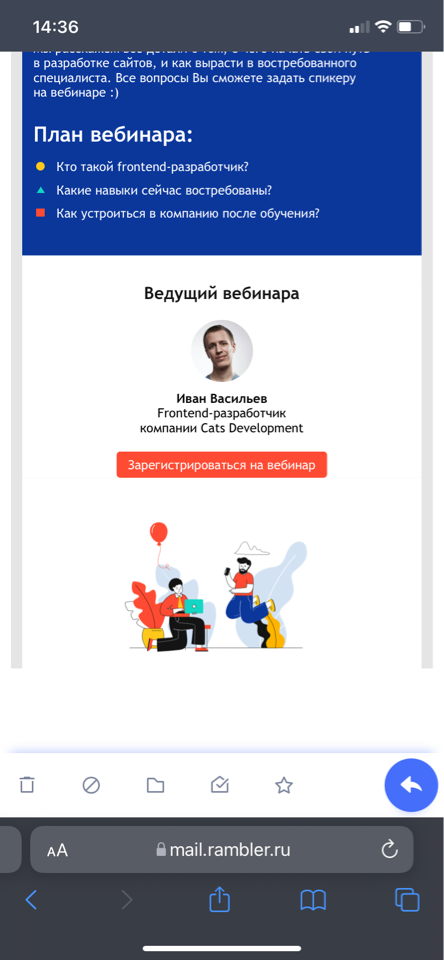 14:36
в разработке сайтов, и как вырасти в востребованного
специалиста. Все вопросы Вы сможете задать спикеру
на вебинаре :)
План вебинара:
Кто такой frontend-разработчик?
Какие навыки сейчас востребованы?
Как устроиться в компанию после обучения?
Ведущий вебинара
Иван Васильев
Frontend-разработчик
компании Cats Development
Зарегистрироваться на вебинар
AA
mail.rambler.ru